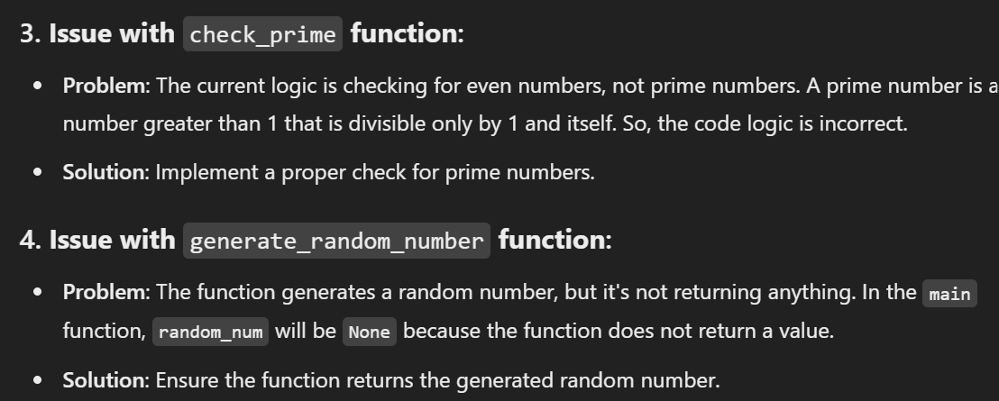 3. Issue with check_prime function:
• Problem: The current logic is checking for even numbers, not prime numbers. A prime number is a
number greater than 1 that is divisible only by 1 and itself. So, the code logic is incorrect.
• Solution: Implement a proper check for prime numbers.
4. Issue with generate_random_number function:
• Problem: The function generates a random number, but it's not returning anything. In the main
function, random_num will be None because the function does not return a value.
• Solution: Ensure the function returns the generated random number.